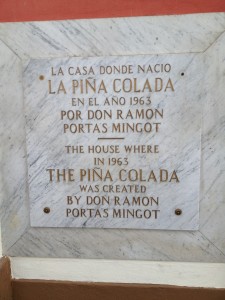 LA CASA DONDE NACIO
LA PIÑA COLADA
EN EL AÑO 1963
POR DON RAMON
PORTAS MINGOT
THE HOUSE WHERE
IN 1963
THE PIÑA COLADA
WAS CREATED
BY DON RAMON
PORTAS MINGOT